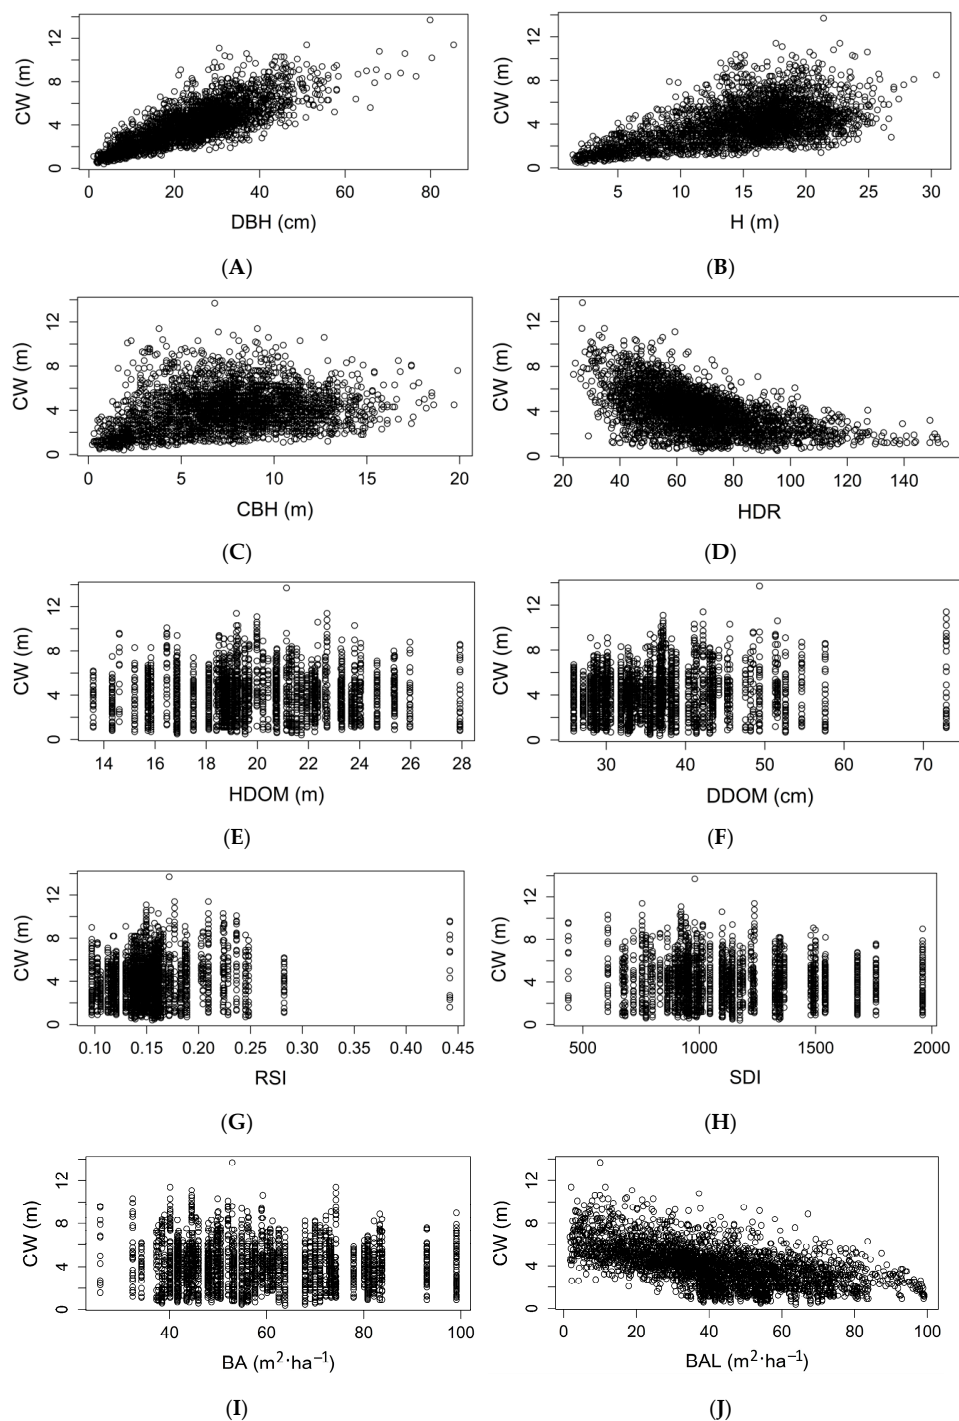 CW (m)
0 4 8 12
0 20 40 60 80
DBH (cm)
(A)
CW (m)
0 4 8 12
5 10 15 20 25 30
H (m)
(B)
CW (m)
0 4 8 12
0 5 10 15 20
CBH (m)
(C)
CW (m)
0 4 8 12
20 40 60 80 100 120 140
HDR
(D)
CW (m)
0 4 8 12
14 16 18 20 22 24 26 28
HDOM (m)
(E)
CW (m)
0 4 8 12
30 40 50 60 70
DDOM (cm)
(F)
CW (m)
0 4 8 12
0.10 0.15 0.20 0.25 0.30 0.35 0.40 0.45
RSI
(G)
CW (m)
0 4 8 12
500 1000 1500 2000
SDI
(H)
CW (m)
0 4 8 12
40 60 80 100
BA (m²·ha⁻¹)
(I)
CW (m)
0 4 8 12
0 20 40 60 80 100
BAL (m²·ha⁻¹)
(J)